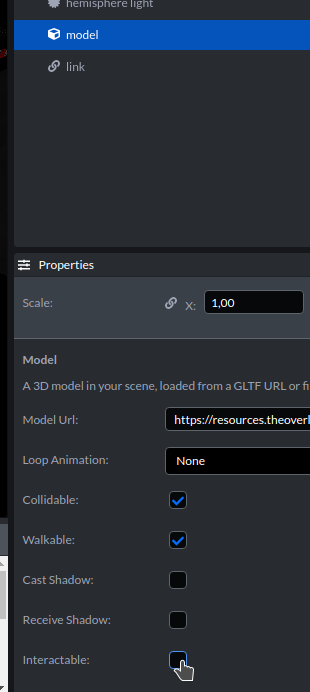 hemisphere light
model
link
Properties
Scale:
X:
1,00
Model
A 3D model in your scene, loaded from a GLTF URL or fi
Model Url:
https://resources.theoverl
Loop Animation:
None
Collidable:
Walkable:
Cast Shadow:
Receive Shadow:
Interactable: